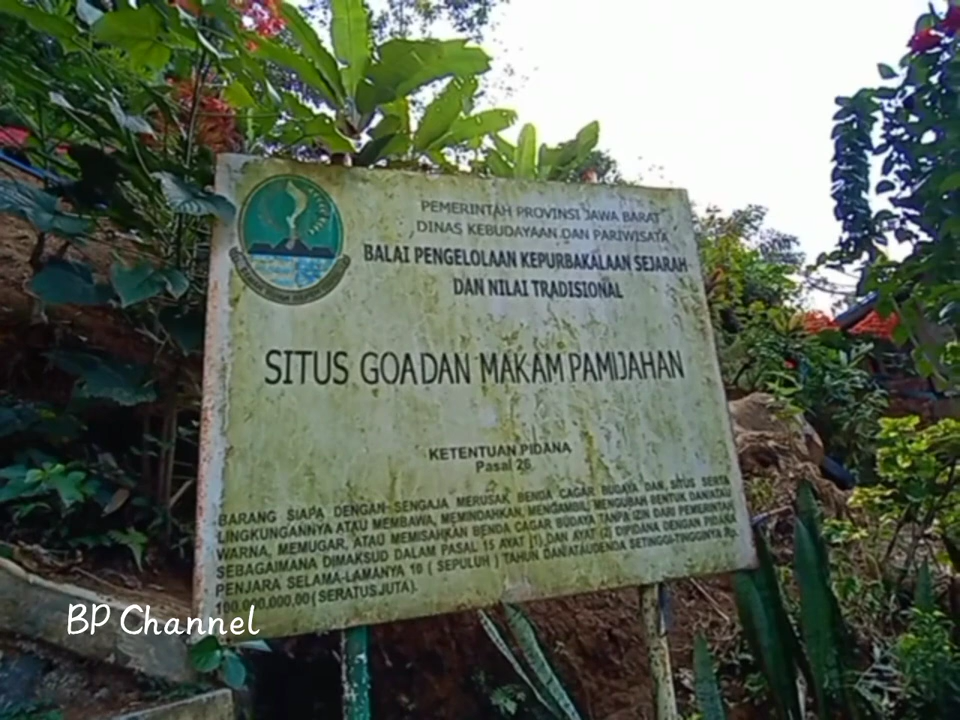 PEMERINTAH PROVINSI JAWA BARAT
DINAS KEBUDAYAAN DAN PARIWISATA
BALAI PENGELOLAAN KEPURBAKALAAN SEJARAH
DAN NILAI TRADISIONAL
SITUS GOA DAN MAKAM PAMIJAHAN
KETENTUAN PIDANA
Pasal 26
BARANG SIAPA DENGAN SENGAJA MERUSAK BENDA CAGAR BUDAYA DAN SITUS SERTA
LINGKUNGANNYA ATAU MEMBAWA, MEMINDAHKAN, MENGAMBIL, MENGUBAH BENTUK DAN/ATAU
WARNA, MEMUGAR, ATAU MEMISAHKAN BENDA CAGAR BUDAYA TANPA IZIN DARI PEMERINTAH
SEBAGAIMANA DIMAKSUD DALAM PASAL 15 AYAT (1) DAN AYAT (2) DIPIDANA DENGAN PIDANA
PENJARA SELAMA-LAMANYA 10 ( SEPULUH ) TAHUN DAN/ATAU DENDA SETINGGI-TINGGINYA Rp.
100.000.000,00 ( SERATUS JUTA).
BP Channel